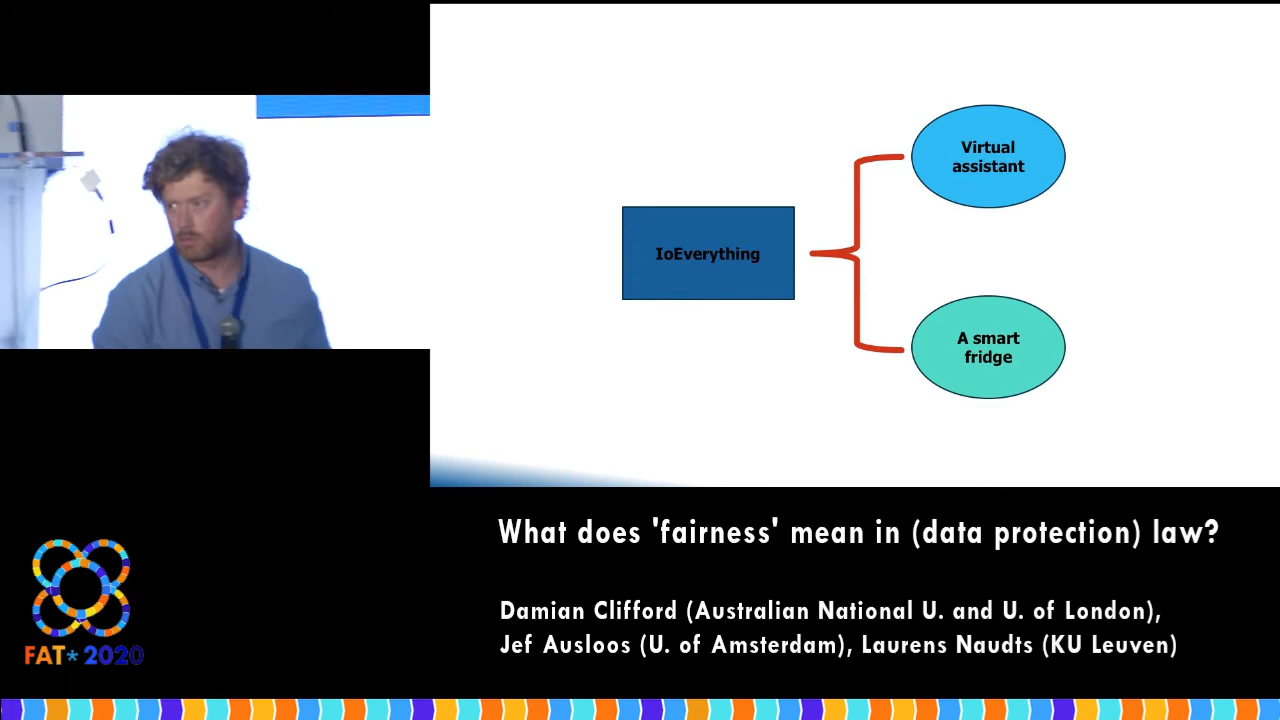 Virtual
assistant
IoEverything
A smart
fridge
What does 'fairness' mean in (data protection) law?
Damian Clifford (Australian National U. and U. of London),
Jef Ausloos (U. of Amsterdam), Laurens Naudts (KU Leuven)
FAT* 2020